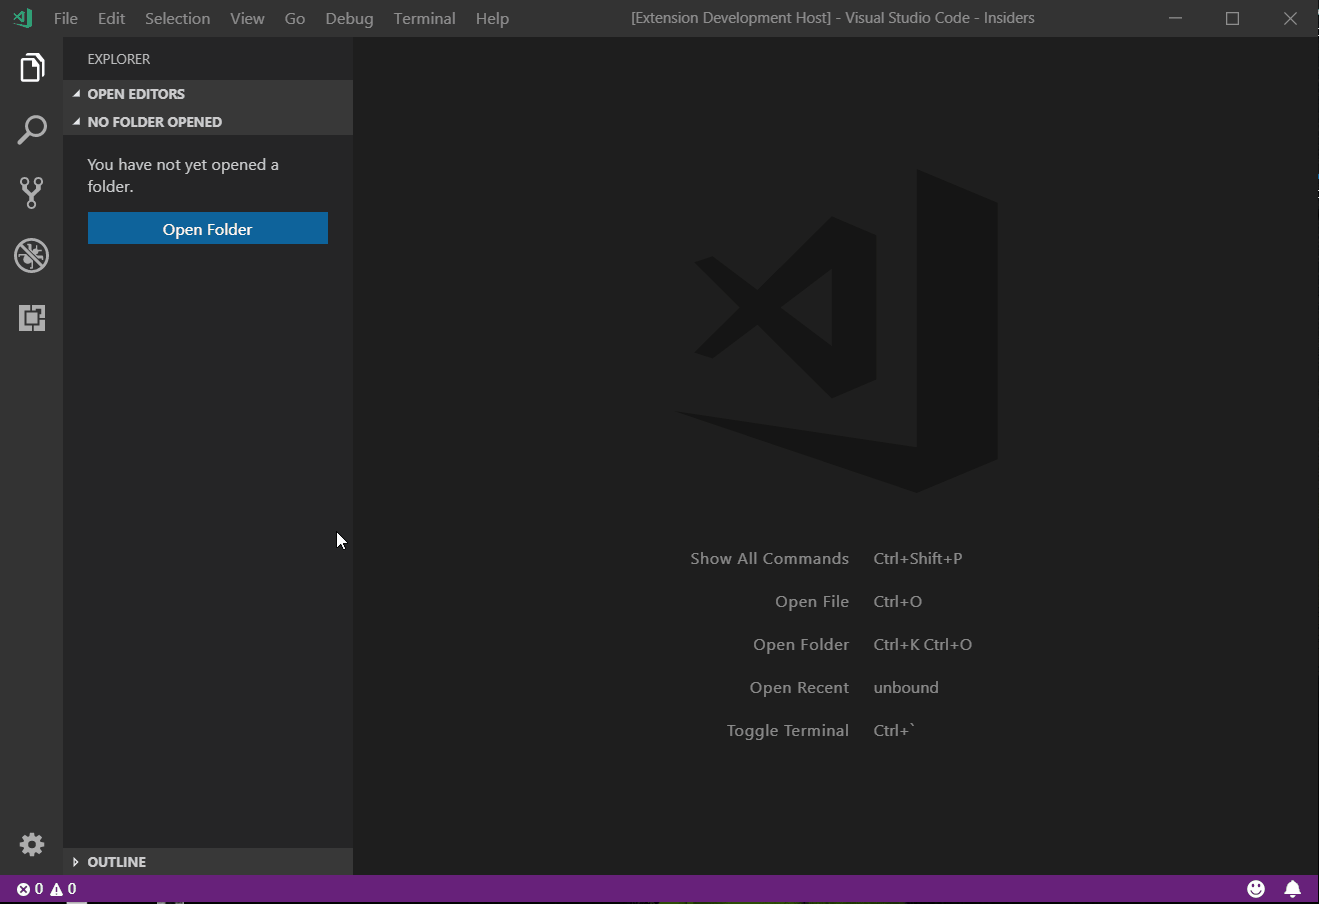 File Edit Selection View Go Debug Terminal Help [Extension Development Host] - Visual Studio Code - Insiders
EXPLORER
OPEN EDITORS
NO FOLDER OPENED
You have not yet opened a
folder.
Open Folder
Show All Commands Ctrl+Shift+P
Open File Ctrl+O
Open Folder Ctrl+K Ctrl+O
Open Recent unbound
Toggle Terminal Ctrl+`
OUTLINE
0 0